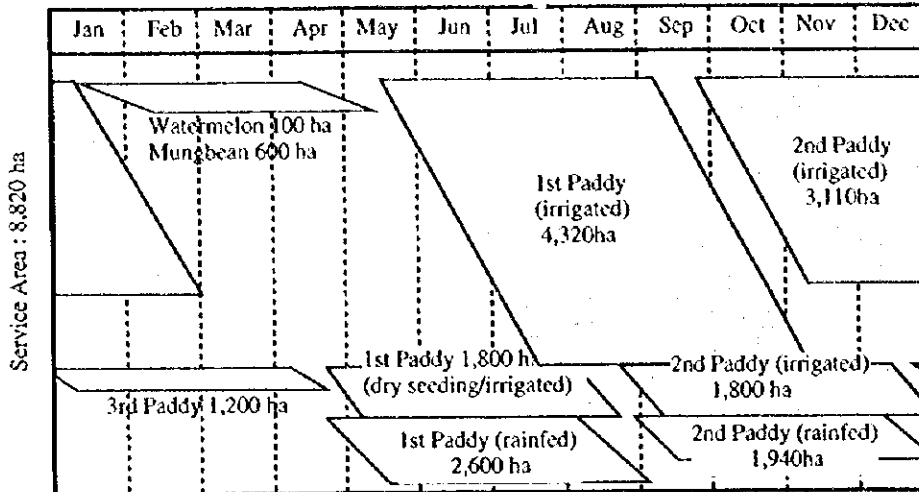 Jan Feb Mar Apr May Jun Jul Aug Sep Oct Nov Dec
Service Area : 8,820 ha
Watermelon 100 ha
Mungbean 600 ha
1st Paddy
(irrigated)
4,320ha
2nd Paddy
(irrigated)
3,110ha
1st Paddy 1,800 h
(dry seeding/irrigated)
2nd Paddy (irrigated)
1,800 ha
3rd Paddy 1,200 ha
1st Paddy (rainfed)
2,600 ha
2nd Paddy (rainfed)
1,940ha